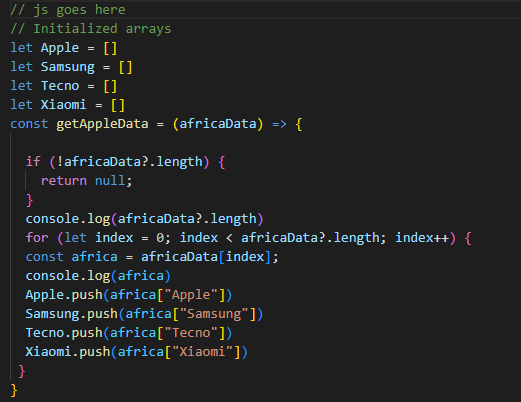 // js goes here
// Initialized arrays
let Apple = []
let Samsung = []
let Tecno = []
let Xiaomi = []
const getAppleData = (africaData) => {
if (!africaData?.length) {
return null;
}
console.log(africaData?.length)
for (let index = 0; index < africaData?.length; index++) {
const africa = africaData[index];
console.log(africa)
Apple.push(africa["Apple"])
Samsung.push(africa["Samsung"])
Tecno.push(africa["Tecno"])
Xiaomi.push(africa["Xiaomi"])
}
}